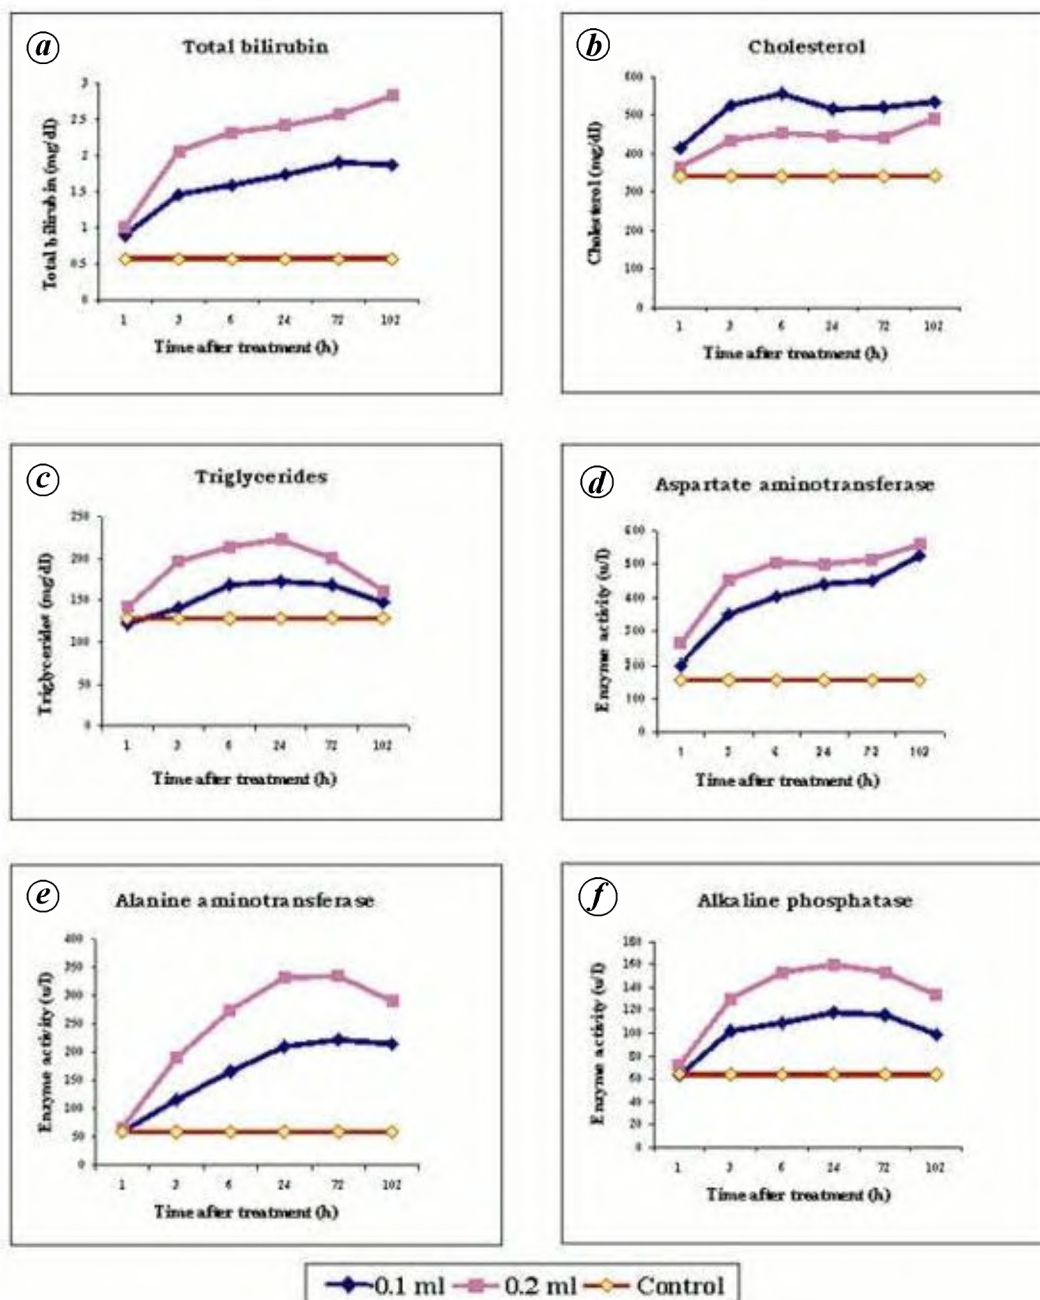 a
Total bilirubin
Total bilirubin (mg/dl)
3
2.5
2
1.5
1
0.5
0
1 3 6 24 72 102
Time after treatment (h)
b
Cholesterol
Cholesterol (mg/dl)
600
500
400
300
200
100
0
1 3 6 24 72 102
Time after treatment (h)
c
Triglycerides
Triglycerides (mg/dl)
250
200
150
100
50
0
1 3 6 24 72 102
Time after treatment (h)
d
Aspartate aminotransferase
Enzyme activity (u/l)
600
500
400
300
200
100
0
1 3 6 24 72 102
Time after treatment (h)
e
Alanine aminotransferase
Enzyme activity (u/l)
400
350
300
250
200
150
100
50
0
1 3 6 24 72 102
Time after treatment (h)
f
Alkaline phosphatase
Enzyme activity (u/l)
180
160
140
120
100
80
60
40
20
0
1 3 6 24 72 102
Time after treatment (h)
0.1 ml 0.2 ml Control